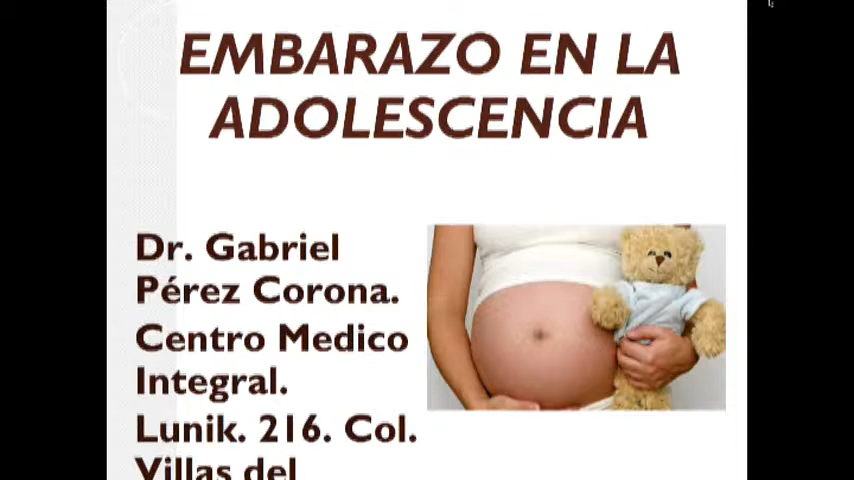 EMBARAZO EN LA
ADOLESCENCIA
Dr. Gabriel
Pérez Corona.
Centro Medico
Integral.
Lunik. 216. Col.
Villas del